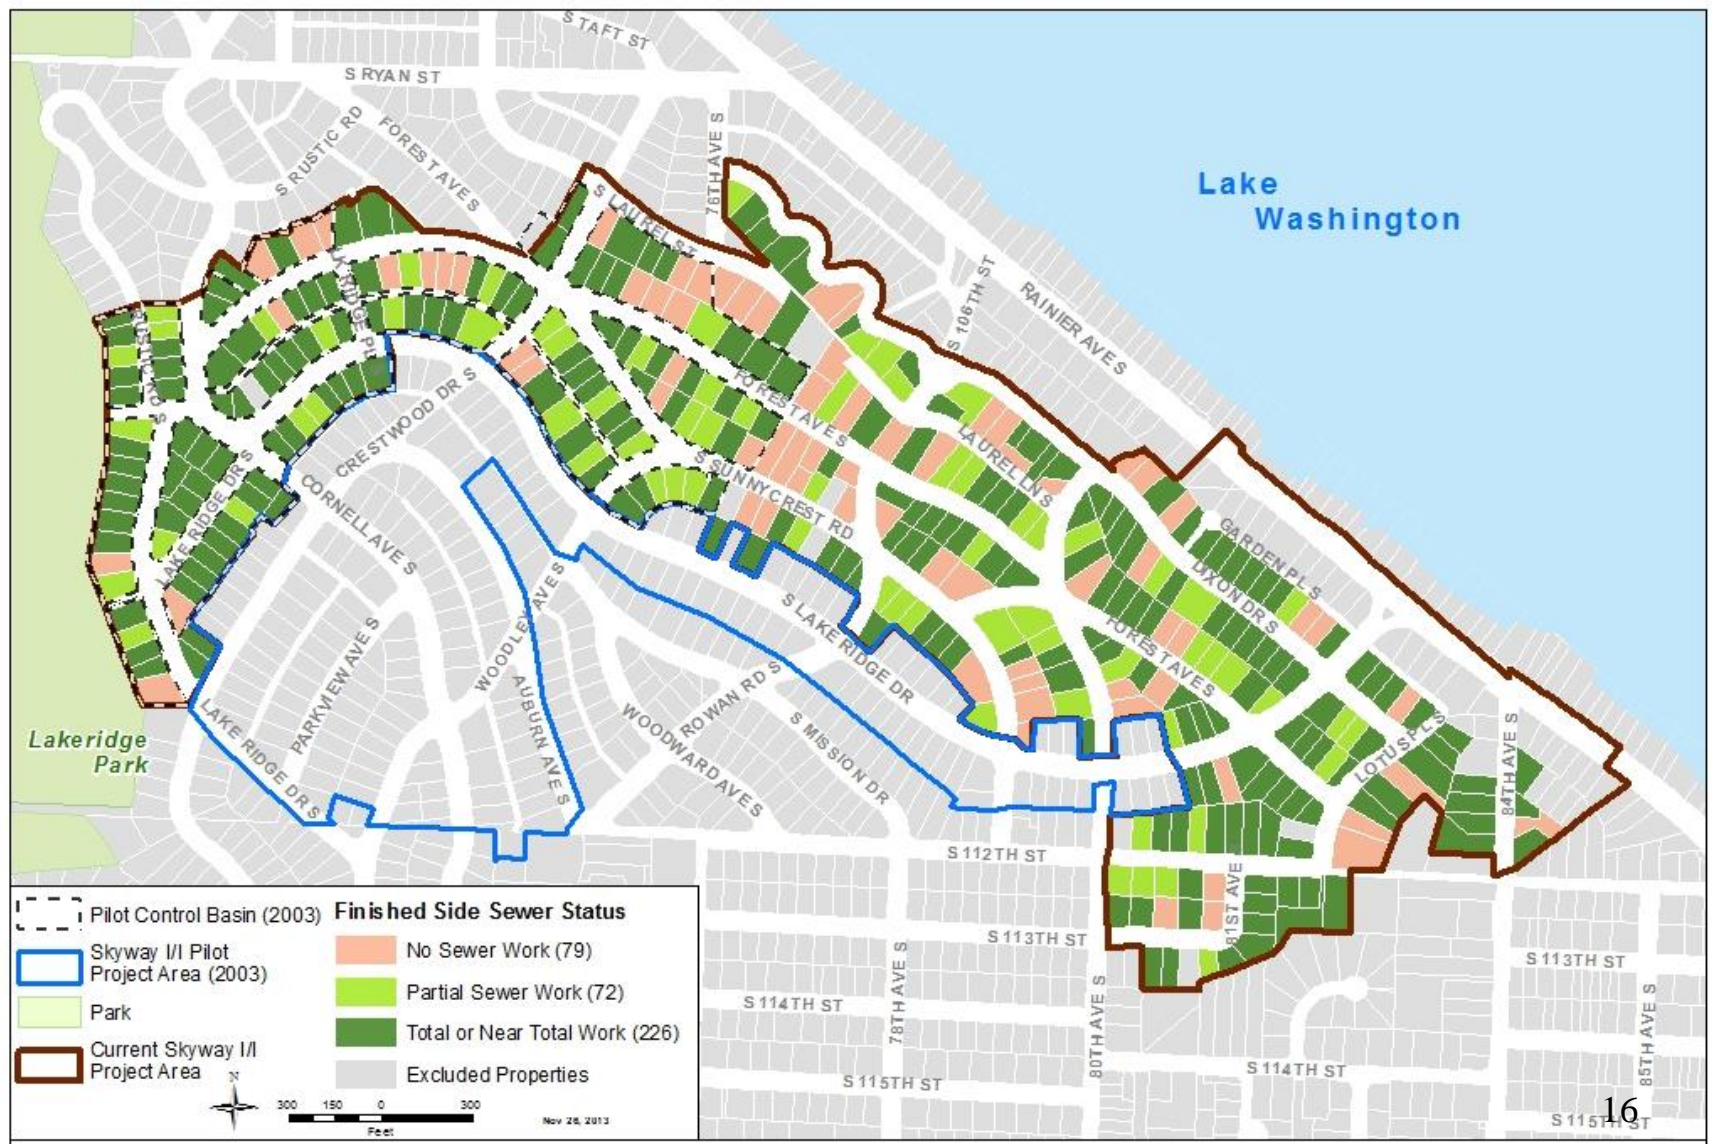 S TAFT ST
S RYAN ST
76TH AVE S
S RUSTIC RD
FOREST AVE S
Lake
Washington
S LAUREL ST
S 106TH ST
RAINIER AVE S
LK RIDGE PL
RUSTIC RD S
CRESTWOOD DR S
FOREST AVE S
LAUREL LN S
S SUNNYCREST RD
LAKE RIDGE DR S
CORNELL AVE S
GARDEN PL S
DIXON DR S
WOODLEY AVE S
S LAKE RIDGE DR
FOREST AVE S
PARKVIEW AVE S
AUBURN AVE S
ROWAN RD S
WOODWARD AVE S
S MISSION DR
LAKE RIDGE DR S
LOTUS PL S
84TH AVE S
Lakeridge
Park
S 112TH ST
81ST AVE
S 113TH ST
S 113TH ST
78TH AVE S
80TH AVE S
85TH AVE S
S 114TH ST
S 114TH ST
S 115TH ST
S 115TH ST
16
Pilot Control Basin (2003)
Skyway I/I Pilot
Project Area (2003)
Park
Current Skyway I/I
Project Area
Finished Side Sewer Status
No Sewer Work (79)
Partial Sewer Work (72)
Total or Near Total Work (226)
Excluded Properties
N
300 150 0 300
Feet
Nov 26, 2013